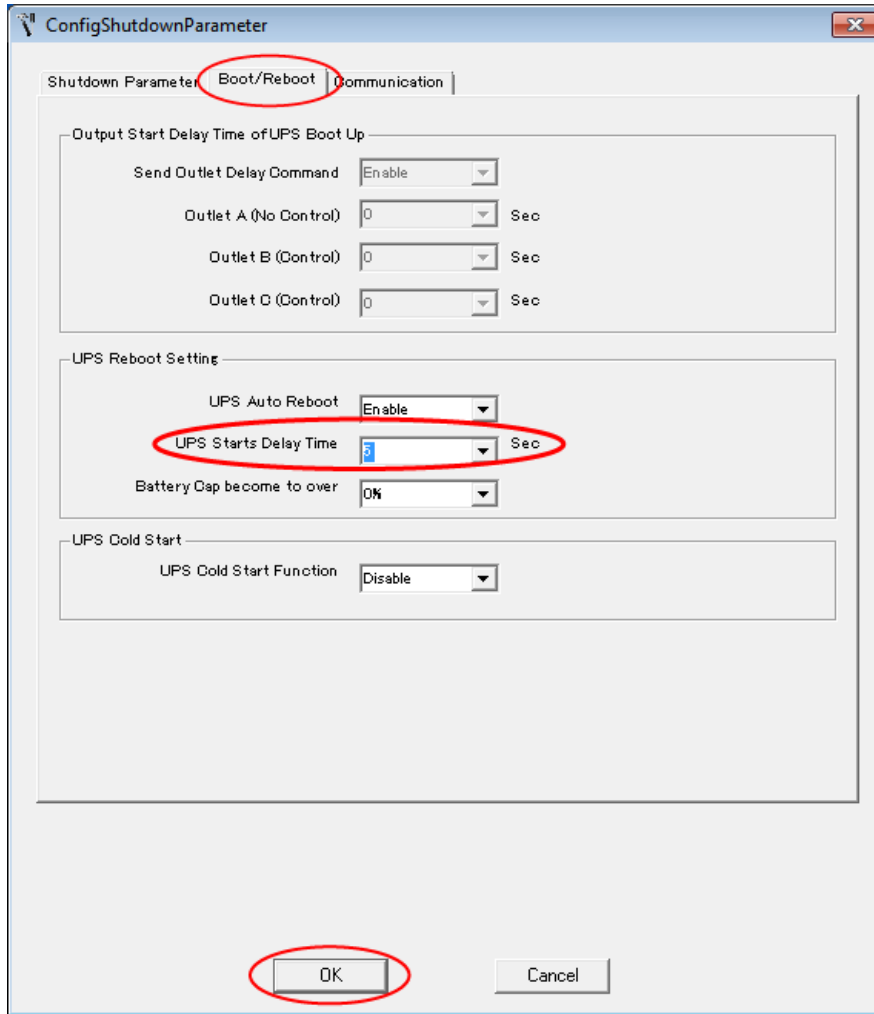 ConfigShutdownParameter
Shutdown Parameter Boot/Reboot Communication
Output Start Delay Time of UPS Boot Up
Send Outlet Delay Command Enable
Outlet A (No Control) 0 Sec
Outlet B (Control) 0 Sec
Outlet C (Control) 0 Sec
UPS Reboot Setting
UPS Auto Reboot Enable
UPS Starts Delay Time 5 Sec
Battery Cap become to over 0%
UPS Cold Start
UPS Cold Start Function Disable
OK Cancel